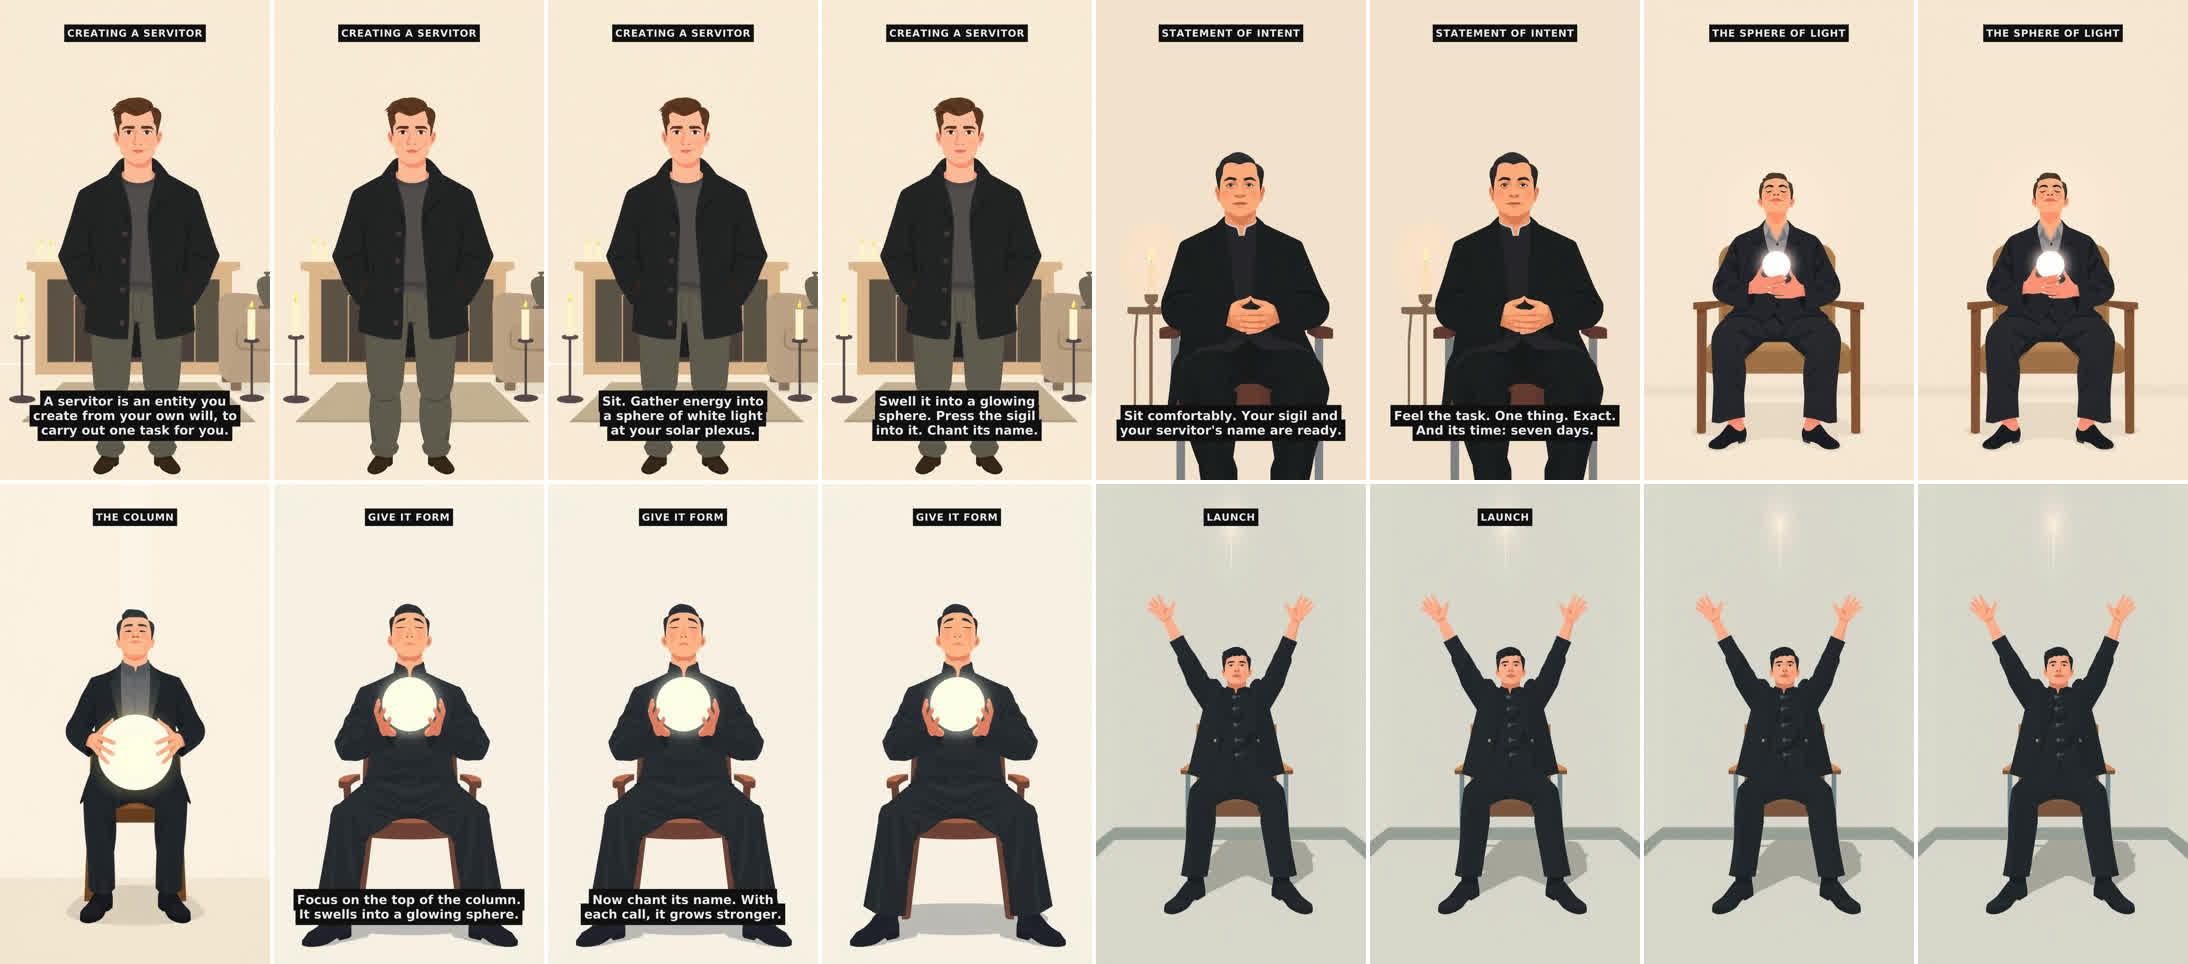 CREATING A SERVITOR
A servitor is an entity you
create from your own will, to
carry out one task for you.
CREATING A SERVITOR
CREATING A SERVITOR
Sit. Gather energy into
a sphere of white light
at your solar plexus.
CREATING A SERVITOR
Swell it into a glowing
sphere. Press the sigil
into it. Chant its name.
STATEMENT OF INTENT
Sit comfortably. Your sigil and
your servitor's name are ready.
STATEMENT OF INTENT
Feel the task. One thing. Exact.
And its time: seven days.
THE SPHERE OF LIGHT
THE SPHERE OF LIGHT
THE COLUMN
GIVE IT FORM
Focus on the top of the column.
It swells into a glowing sphere.
GIVE IT FORM
Now chant its name. With
each call, it grows stronger.
GIVE IT FORM
LAUNCH
LAUNCH